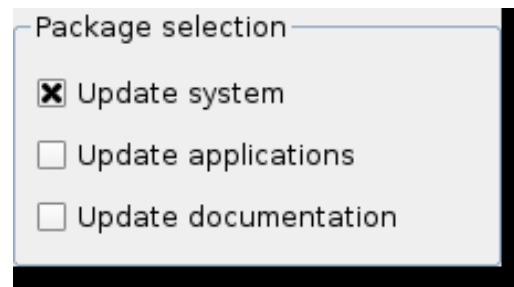 Package selection
Update system
Update applications
Update documentation